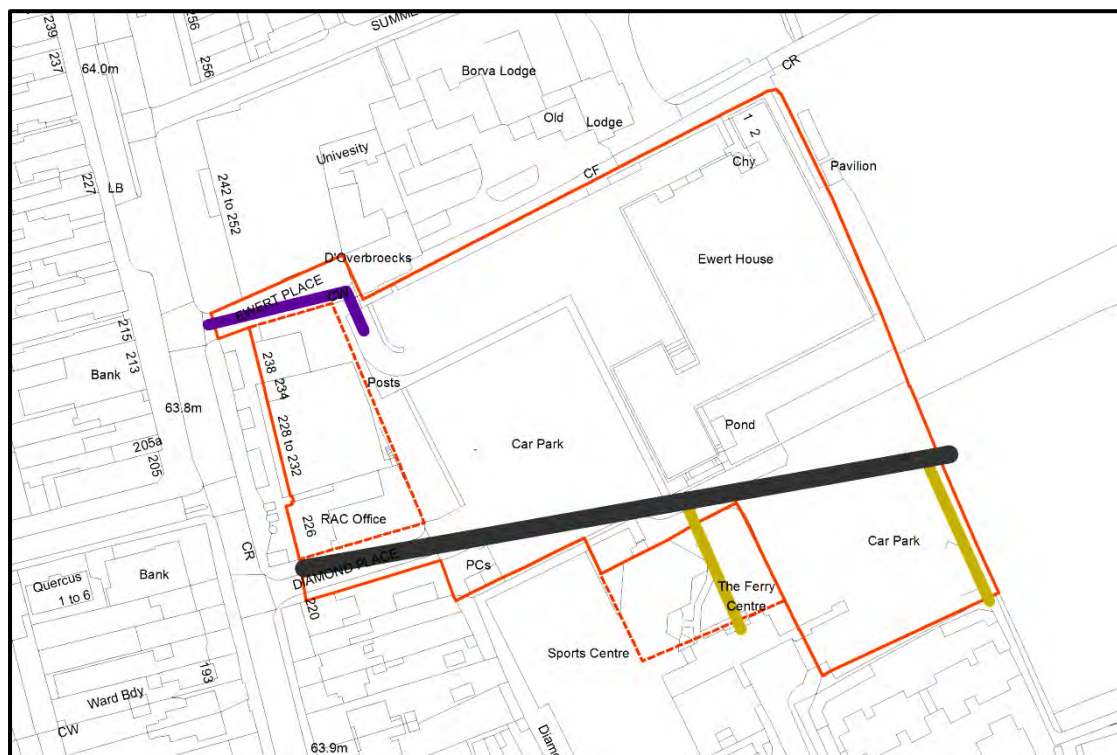 239
237
64.0m
256
256
SUMME
Borva Lodge
CR
Old
Lodge
1
2
Univesity
CF
Chy
Pavilion
227
LB
242 to 252
D'Overbroecks
Ewert House
EWERT PLACE
CW
215
213
Bank
238
234
Posts
63.8m
228 to 232
Pond
Car Park
205a
205
RAC Office
226
Car Park
CR
DIAMOND PLACE
Quercus
1 to 6
Bank
PCs
The Ferry
Centre
220
Sports Centre
193
Ward Bdy
CW
63.9m
Diamo